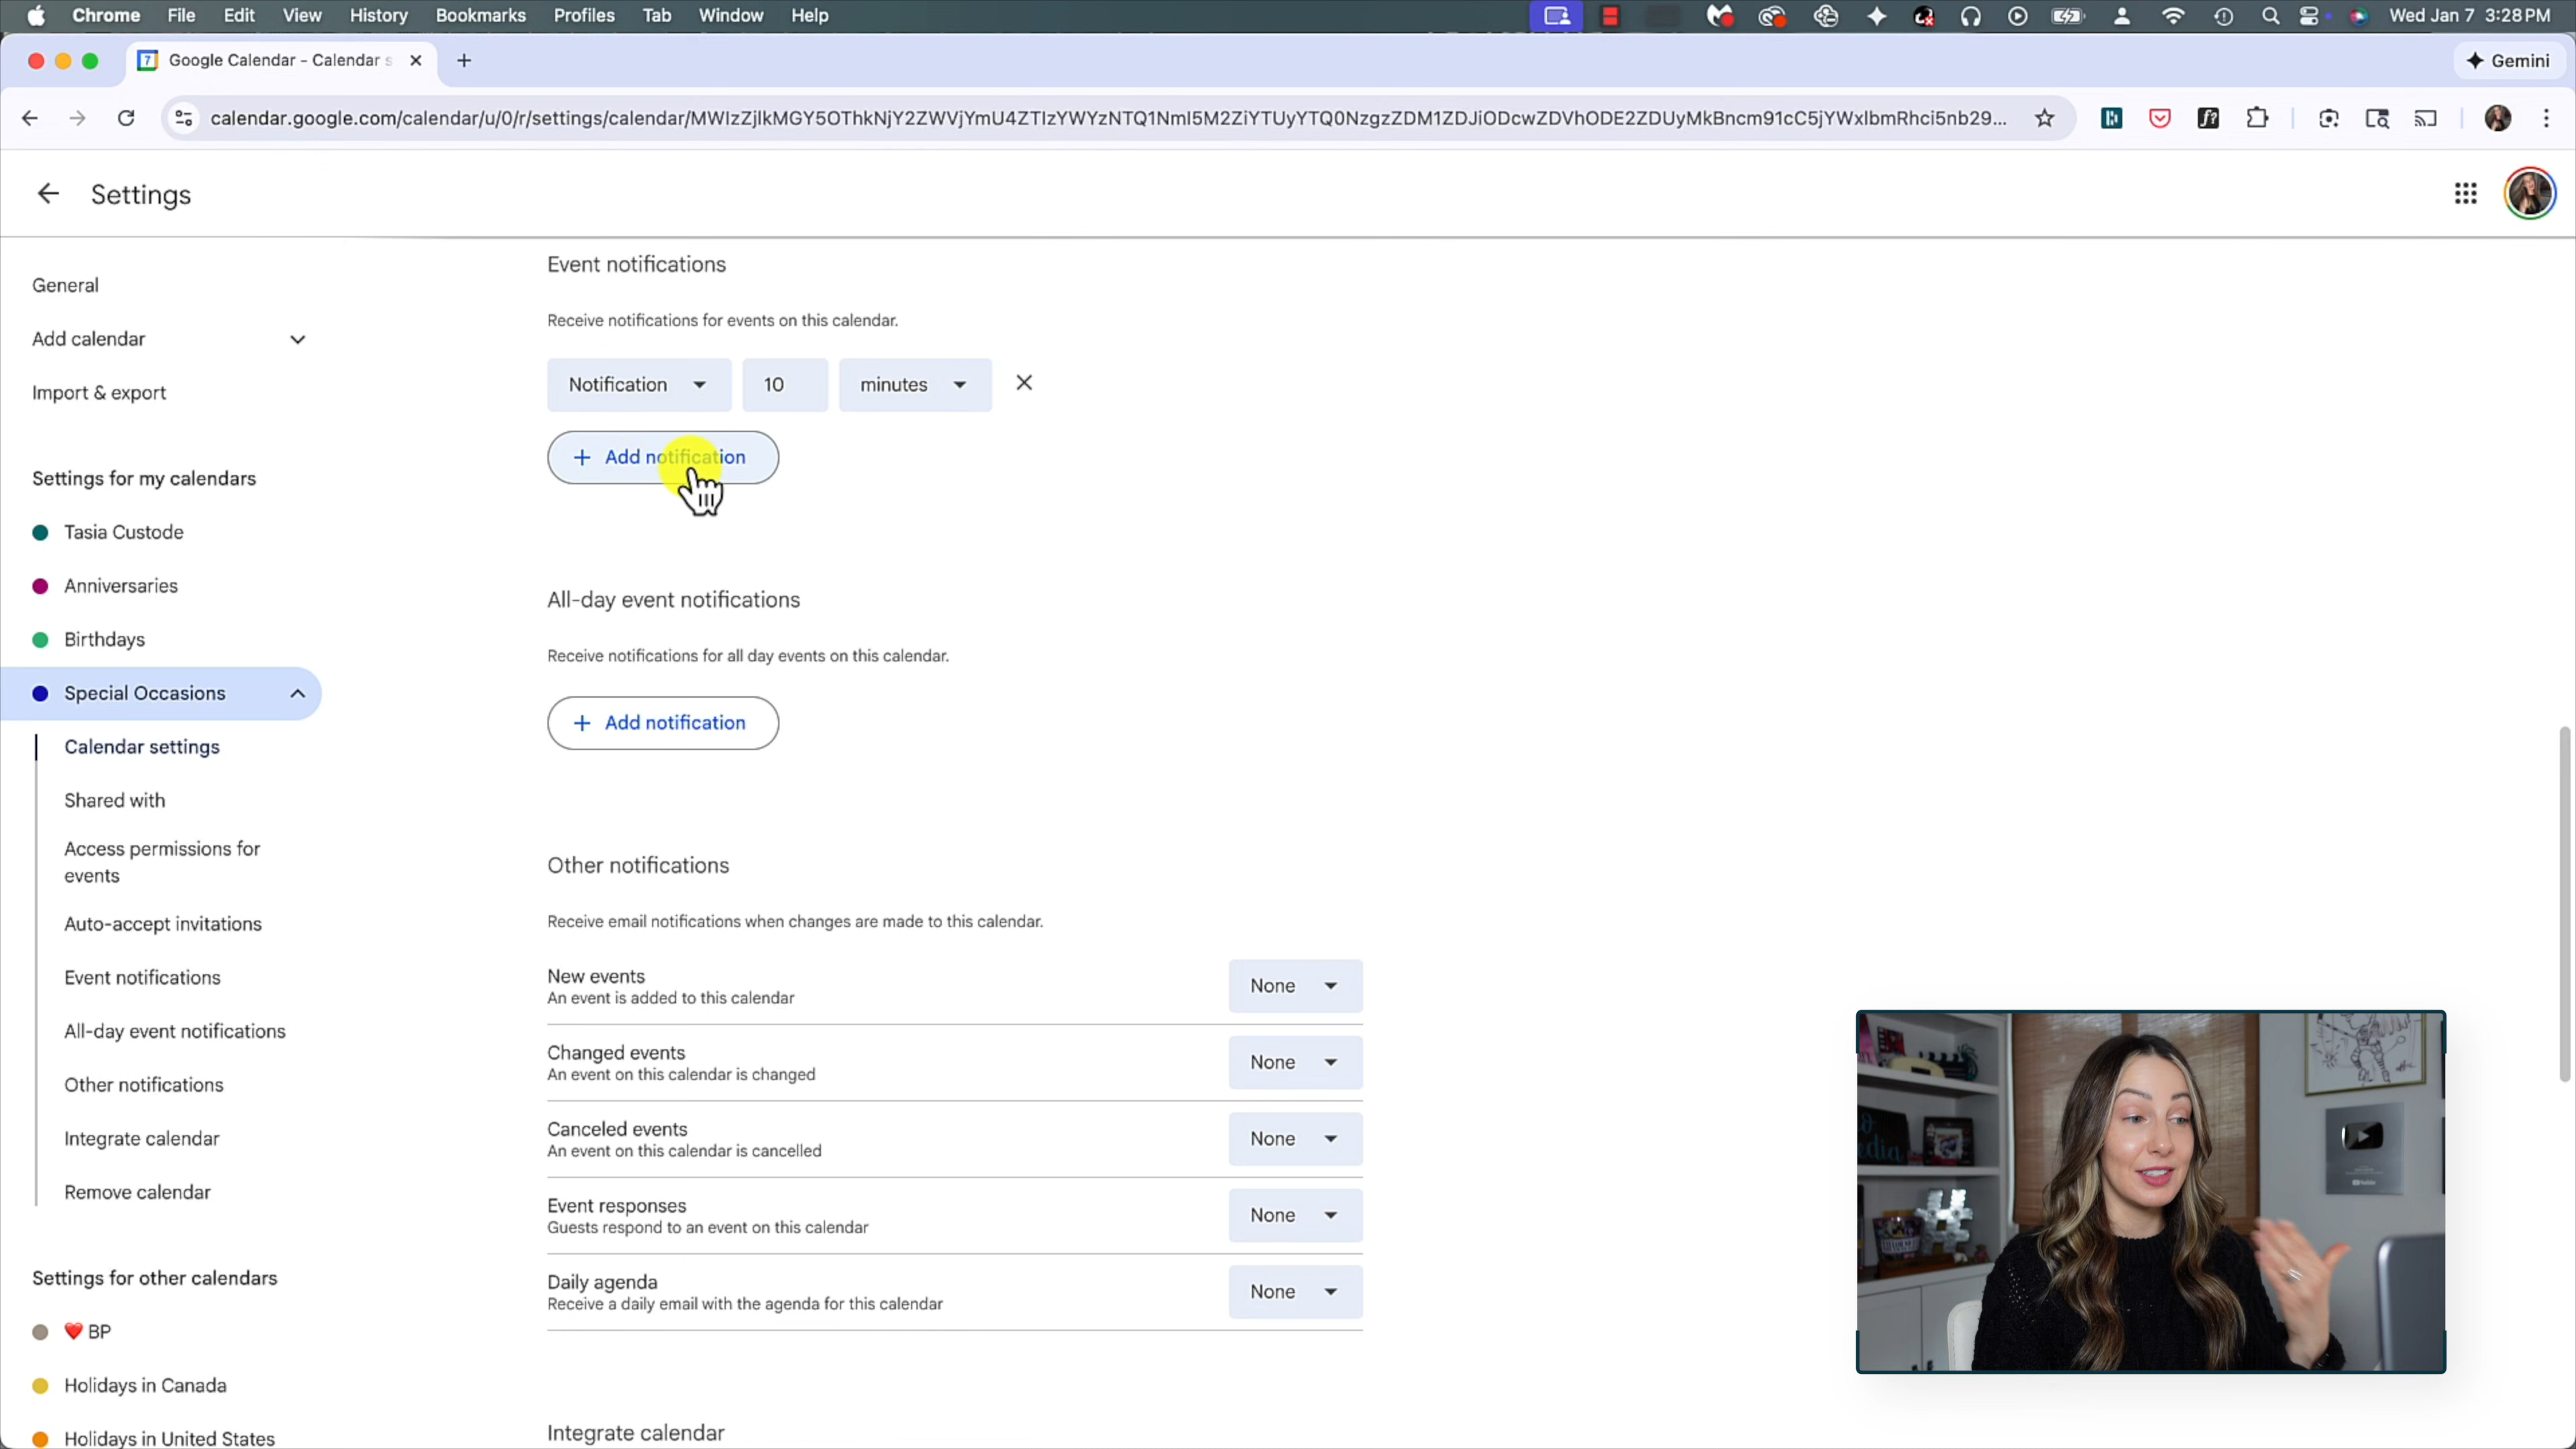 Chrome File Edit View History Bookmarks Profiles Tab Window Help
Wed Jan 7 3:28 PM
Google Calendar - Calendar s
Gemini
calendar.google.com/calendar/u/0/r/settings/calendar/MWIzZjlkMGY5OThkNjY2ZWVjYmU4ZTIzYWYzNTQ1NmI5M2ZiYTUyYTQ0NzgzZDM1ZDJiODcwZDVhODE2ZDUyMkBncm91cC5jYWxlbmRhci5nb29...
Settings
General
Add calendar
Import & export
Settings for my calendars
Tasia Custode
Anniversaries
Birthdays
Special Occasions
Calendar settings
Shared with
Access permissions for
events
Auto-accept invitations
Event notifications
All-day event notifications
Other notifications
Integrate calendar
Remove calendar
Settings for other calendars
❤️ BP
Holidays in Canada
Holidays in United States
Event notifications
Receive notifications for events on this calendar.
Notification 10 minutes
+ Add notification
All-day event notifications
Receive notifications for all day events on this calendar.
+ Add notification
Other notifications
Receive email notifications when changes are made to this calendar.
New events None
An event is added to this calendar
Changed events None
An event on this calendar is changed
Canceled events None
An event on this calendar is cancelled
Event responses None
Guests respond to an event on this calendar
Daily agenda None
Receive a daily email with the agenda for this calendar
Integrate calendar